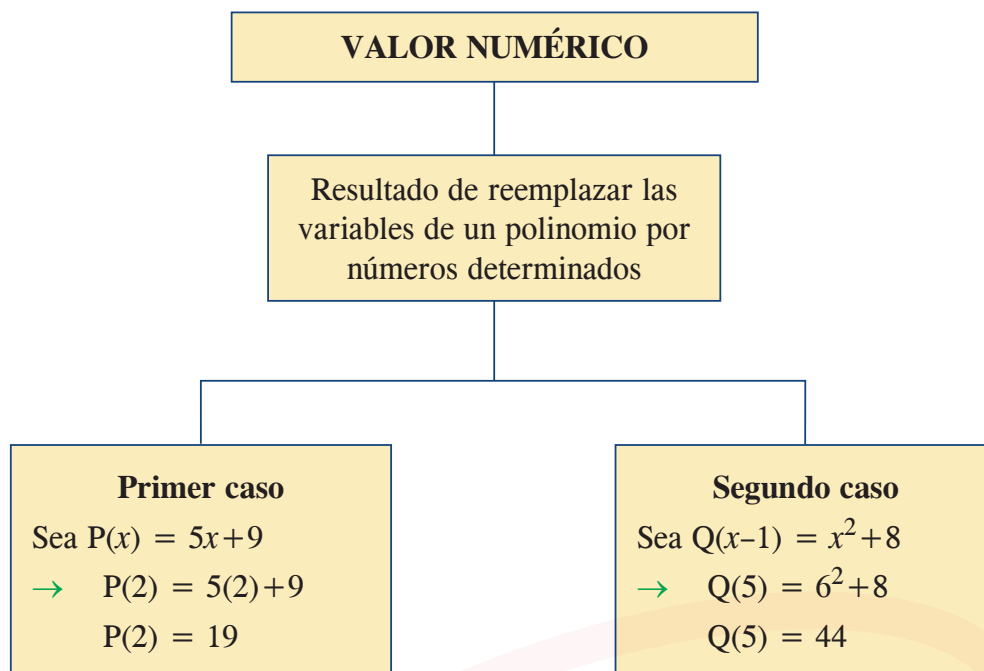 VALOR NUMÉRICO
Resultado de reemplazar las
variables de un polinomio por
números determinados
Primer caso
Sea P(x) = 5x+9
→ P(2) = 5(2)+9
P(2) = 19
Segundo caso
Sea Q(x–1) = x²+8
→ Q(5) = 6²+8
Q(5) = 44